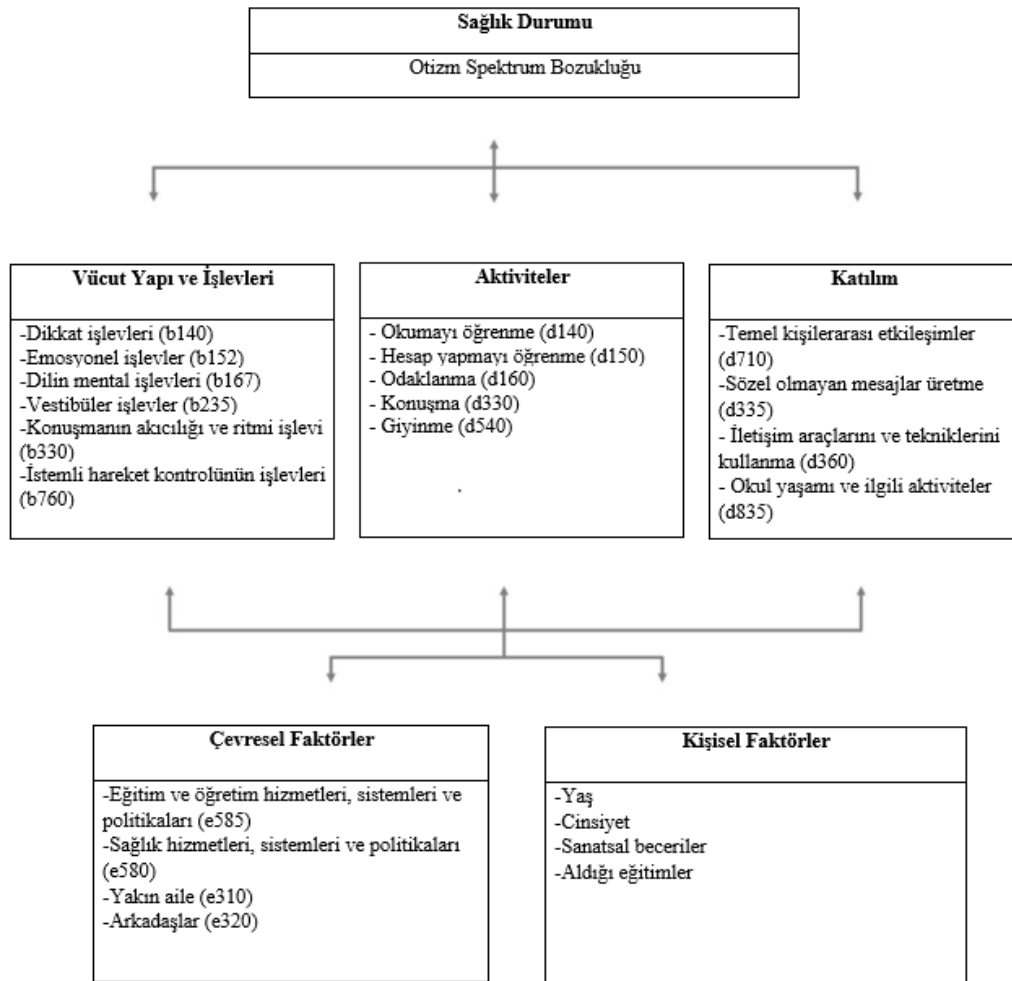 Sağlık Durumu
Otizm Spektrum Bozukluğu
Vücut Yapı ve İşlevleri
-Dikkat işlevleri (b140)
-Emosyonel işlevler (b152)
-Dilin mental işlevleri (b167)
-Vestibüler işlevler (b235)
-Konuşmanın akıcılığı ve ritmi işlevi
(b330)
-İstemli hareket kontrolünün işlevleri
(b760)
Aktiviteler
- Okumayı öğrenme (d140)
- Hesap yapmayı öğrenme (d150)
- Odaklanma (d160)
- Konuşma (d330)
- Giyinme (d540)
.
Katılım
-Temel kişilerarası etkileşimler
(d710)
-Sözel olmayan mesajlar üretme
(d335)
- İletişim araçlarını ve tekniklerini
kullanma (d360)
- Okul yaşamı ve ilgili aktiviteler
(d835)
Çevresel Faktörler
-Eğitim ve öğretim hizmetleri, sistemleri ve
politikaları (e585)
-Sağlık hizmetleri, sistemleri ve politikaları
(e580)
-Yakın aile (e310)
-Arkadaşlar (e320)
Kişisel Faktörler
-Yaş
-Cinsiyet
-Sanatsal beceriler
-Aldığı eğitimler